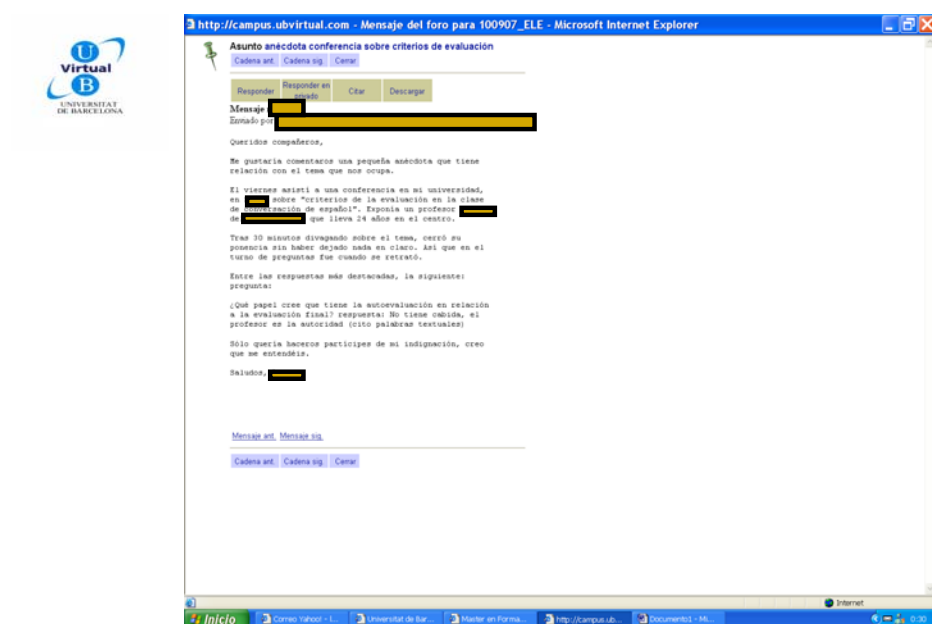 U
Virtual
B
UNIVERSITAT
DE BARCELONA
http://campus.ubvirtual.com - Mensaje del foro para 100907_ELE - Microsoft Internet Explorer
Asunto anécdota conferencia sobre criterios de evaluación
Cadena ant. Cadena sig. Cerrar
Responder Responder en privado Citar Descargar
Mensaje
Enviado por
Queridos compañeros,
Me gustaría comentaros una pequeña anécdota que tiene
relación con el tema que nos ocupa.
El viernes asistí a una conferencia en mi universidad,
en sobre "criterios de la evaluación en la clase
de conversación de español". Exponía un profesor
de que lleva 24 años en el centro.
Tras 30 minutos divagando sobre el tema, cerró su
ponencia sin haber dejado nada en claro. Así que en el
turno de preguntas fue cuando se retrató.
Entre las respuestas más destacadas, la siguiente:
pregunta:
¿Qué papel cree que tiene la autoevaluación en relación
a la evaluación final? respuesta: No tiene cabida, el
profesor es la autoridad (cito palabras textuales)
Sólo quería haceros partícipes de mi indignación, creo
que me entendéis.
Saludos,
Mensaje ant. Mensaje sig.
Cadena ant. Cadena sig. Cerrar
Internet
Inicio Correo Yahoo! - I... Universitat de Bar... Master en Forma... http://campus.ub... Documento1 - Mi... 0:30